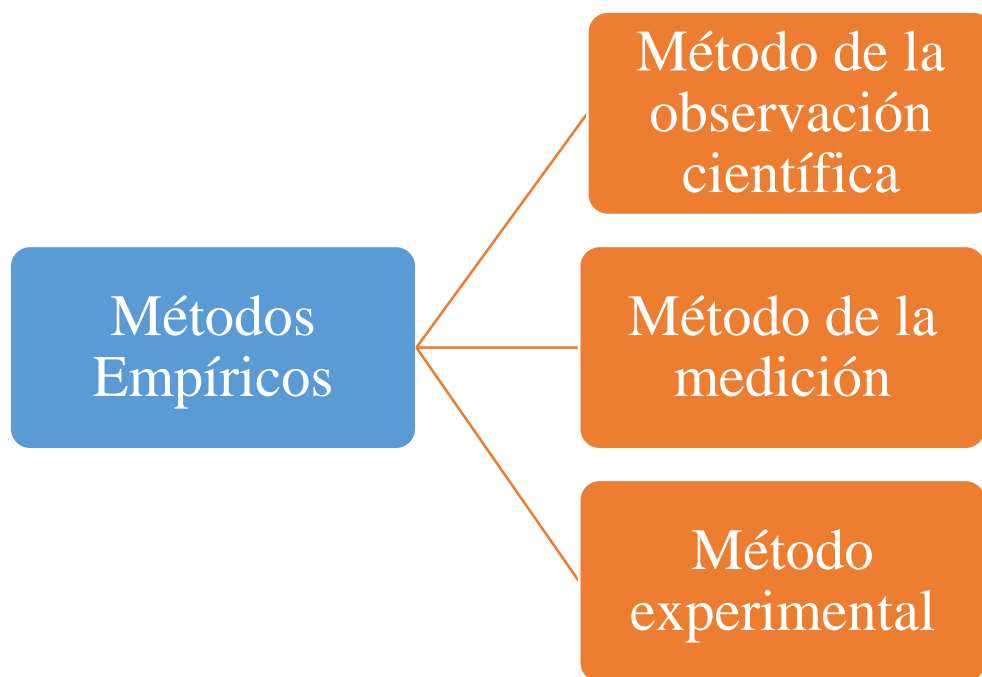 Método de la
observación
científica
Métodos
Empíricos
Método de la
medición
Método
experimental